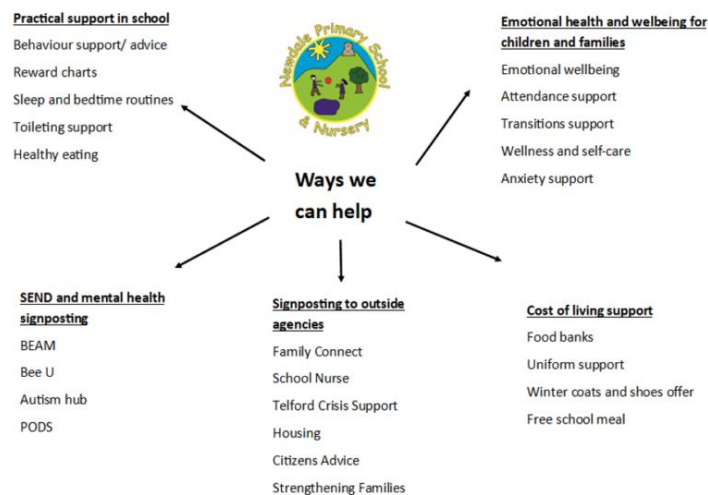 Practical support in school
Behaviour support/ advice
Reward charts
Sleep and bedtime routines
Toileting support
Healthy eating
Newdale Primary School
& Nursery
Emotional health and welbeing for
children and families
Emotional wellbeing
Attendance support
Transitions support
Wellness and self-care
Anxiety support
Ways we
can help
SEND and mental health
signposting
BEAM
Bee U
Autism hub
PODS
Signposting to outside
agencies
Family Connect
School Nurse
Telford Crisis Support
Housing
Citizens Advice
Strengthening Families
Cost of living support
Food banks
Uniform support
Winter coats and shoes offer
Free school meal